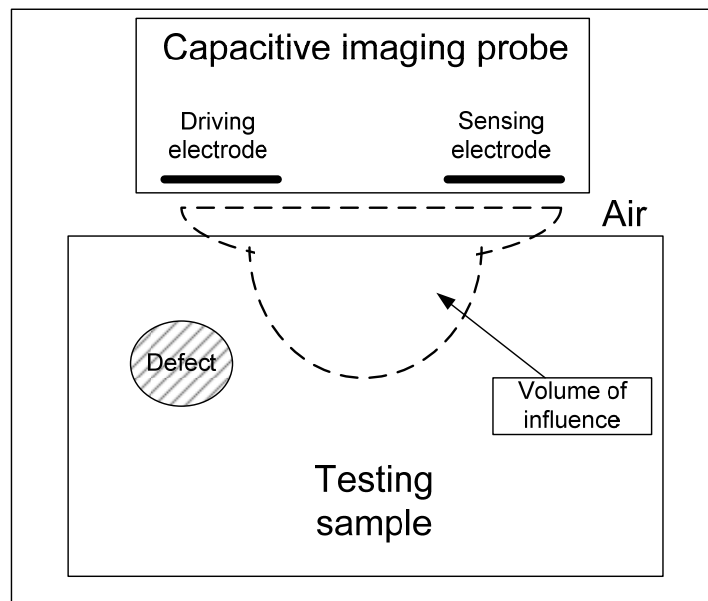 Capacitive imaging probe
Driving
electrode
Sensing
electrode
Air
Defect
Volume of
influence
Testing
sample